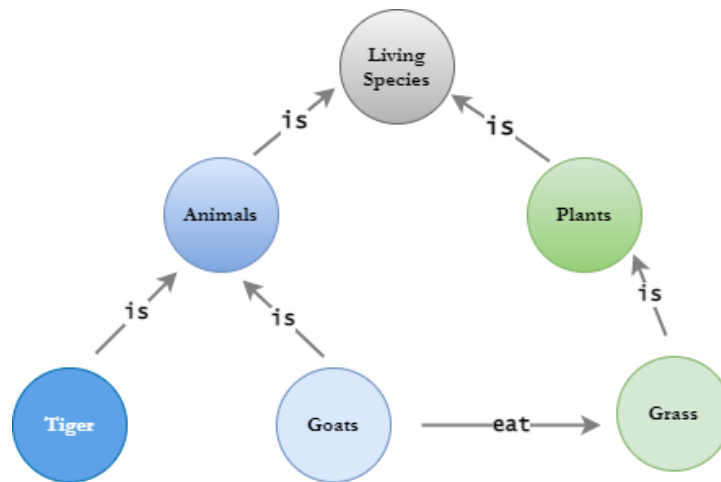 Living
Species
is
is
Animals
Plants
is
is
is
Tiger
Goats
eat
Grass